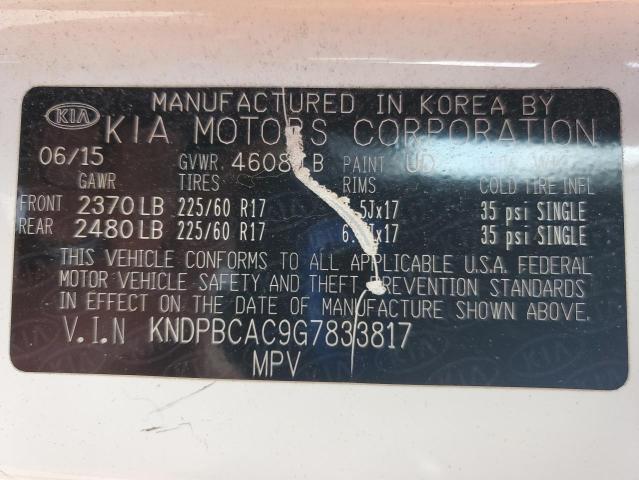 KIA MANUFACTURED IN KOREA BY
KIA MOTORS CORPORATION
06/15 GVWR. PAINT UD
GAWR TIRES RIMS COLD TIRE INFL
FRONT 2370 LB 225/60 R17 35 psi SINGLE
REAR 2480 LB 225/60 R17 35 psi SINGLE
THIS VEHICLE CONFORMS TO ALL APPLICABLE U.S.A. FEDERAL
MOTOR VEHICLE SAFETY AND THEFT PREVENTION STANDARDS
IN EFFECT ON THE DATE OF MANUFACTURE SHOWN ABOVE.
V.I.N KNDPBCAC9G7833817
MPV